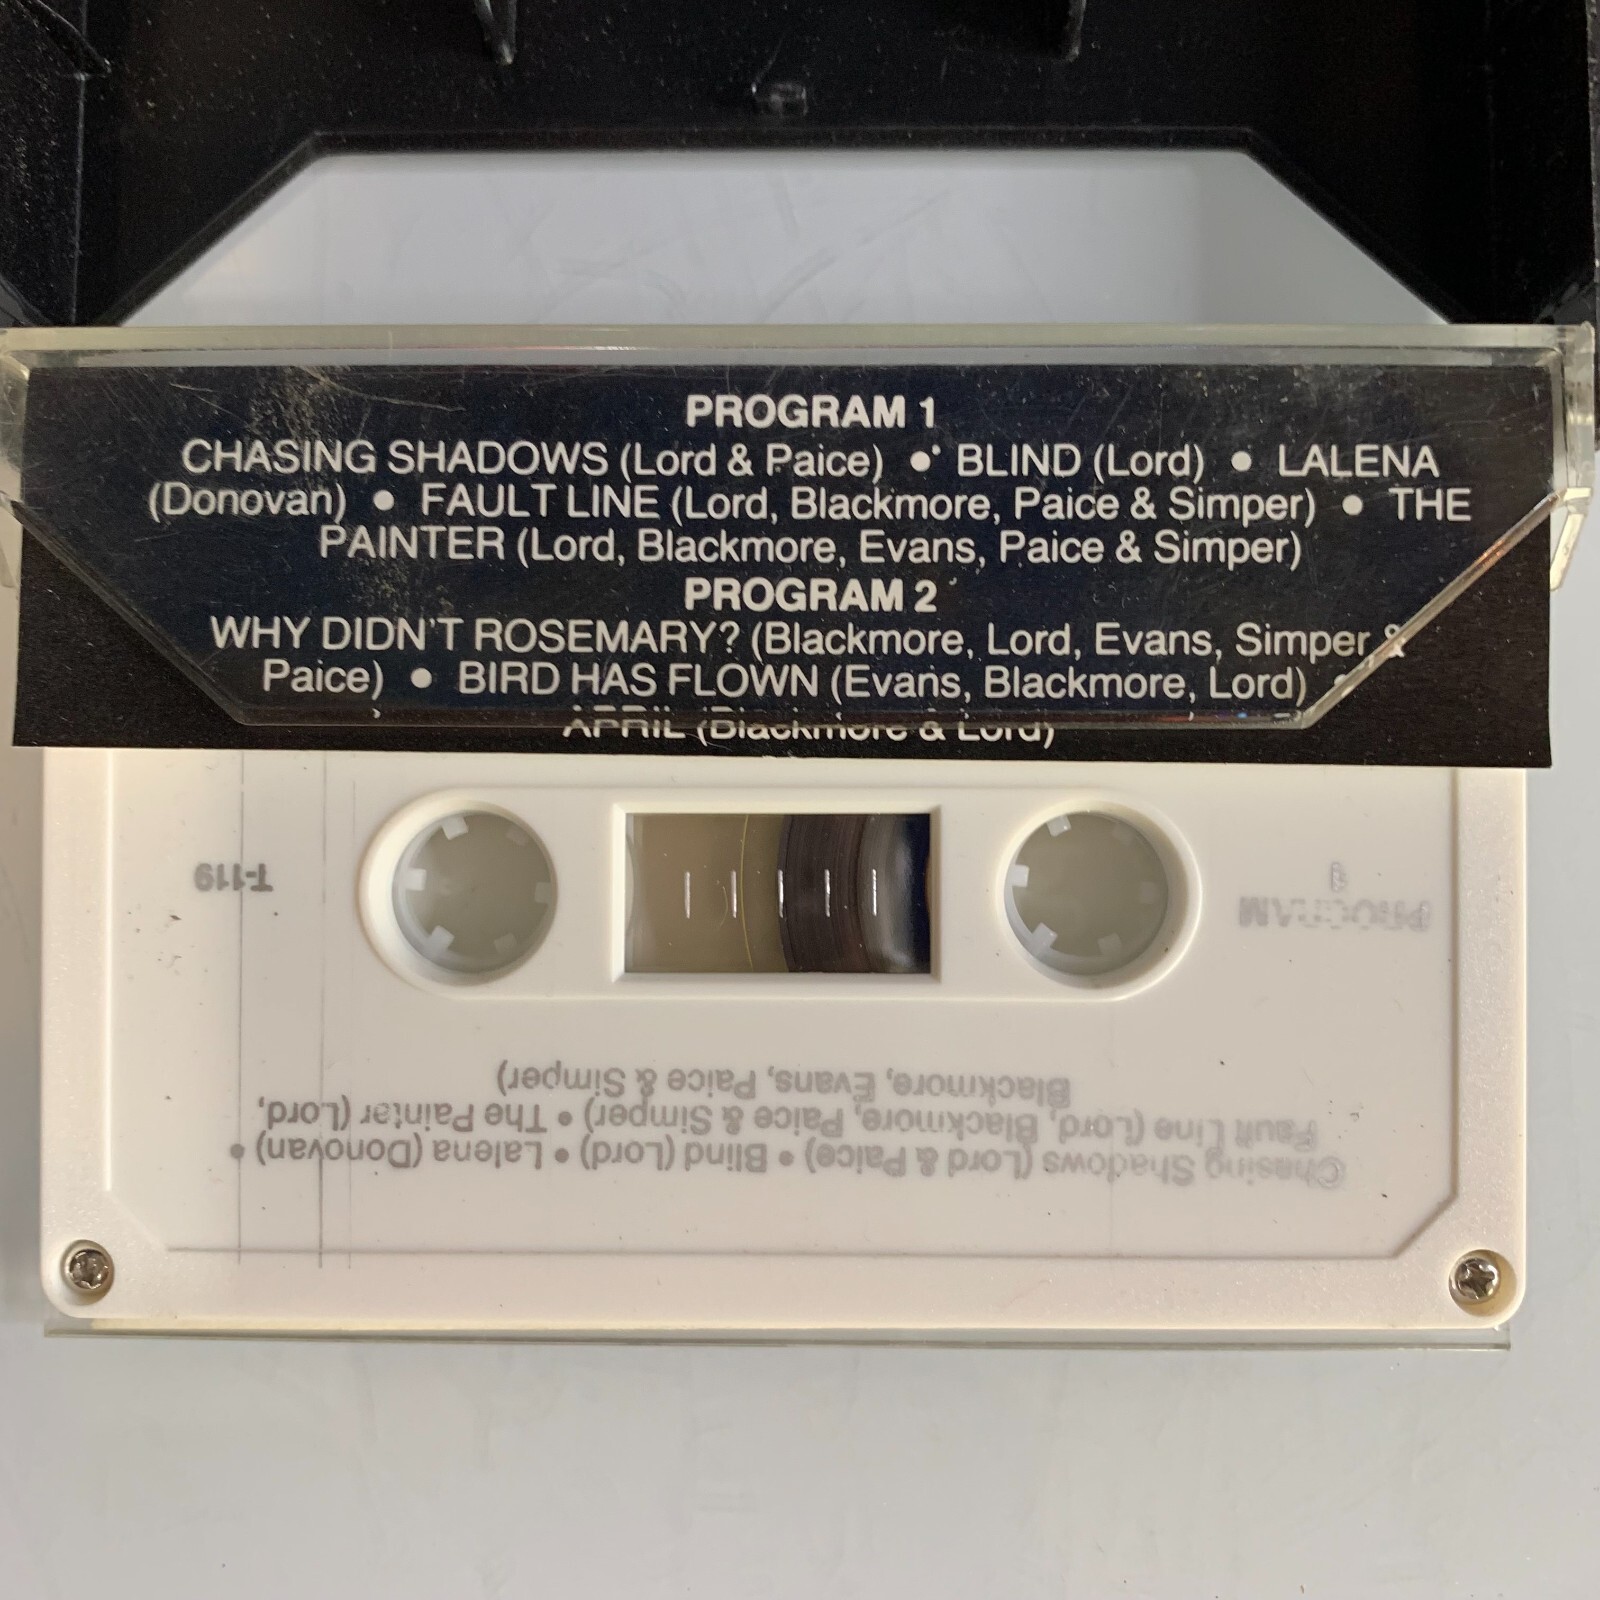 PROGRAM 1
CHASING SHADOWS (Lord & Paice) • BLIND (Lord) • LALENA
(Donovan) • FAULT LINE (Lord, Blackmore, Paice & Simper) • THE
PAINTER (Lord, Blackmore, Evans, Paice & Simper)
PROGRAM 2
WHY DIDN'T ROSEMARY? (Blackmore, Lord, Evans, Simper &
Paice) • BIRD HAS FLOWN (Evans, Blackmore, Lord) •
APRIL (Blackmore & Lord)
T-119
PROGRAM
1
Chasing Shadows (Lord & Paice) • Blind (Lord) • Lalena (Donovan) •
Fault Line (Lord, Blackmore, Paice & Simper) • The Painter (Lord,
Blackmore, Evans, Paice & Simper)